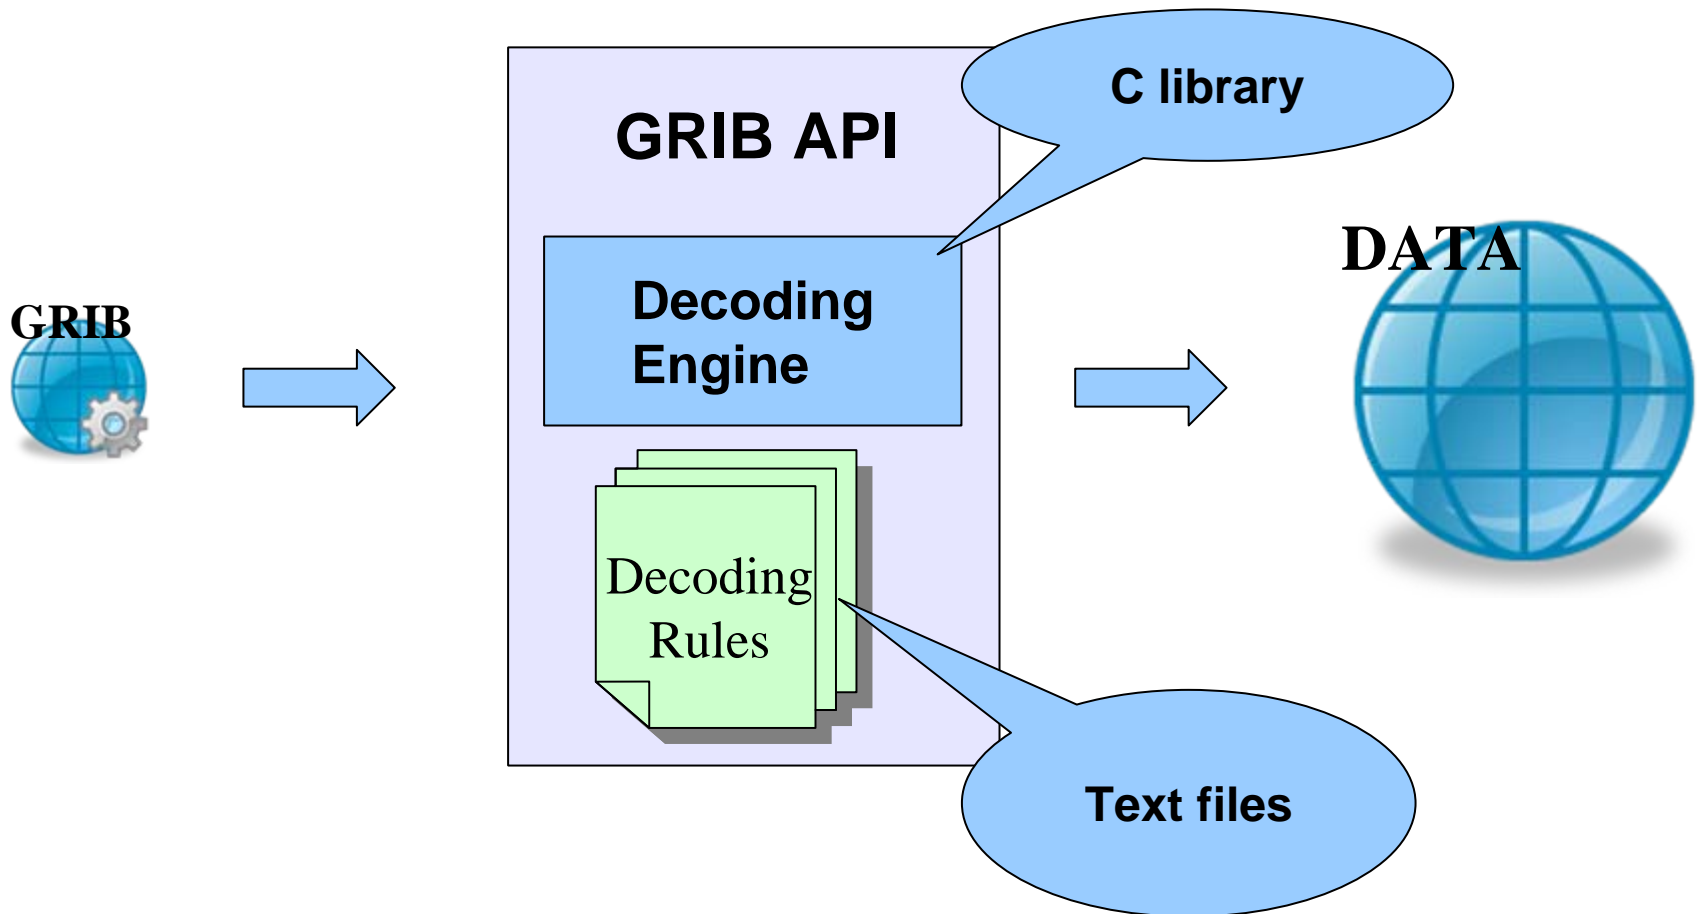 C library
GRIB API
DATA
Decoding
Engine
GRIB
Decoding
Rules
Text files